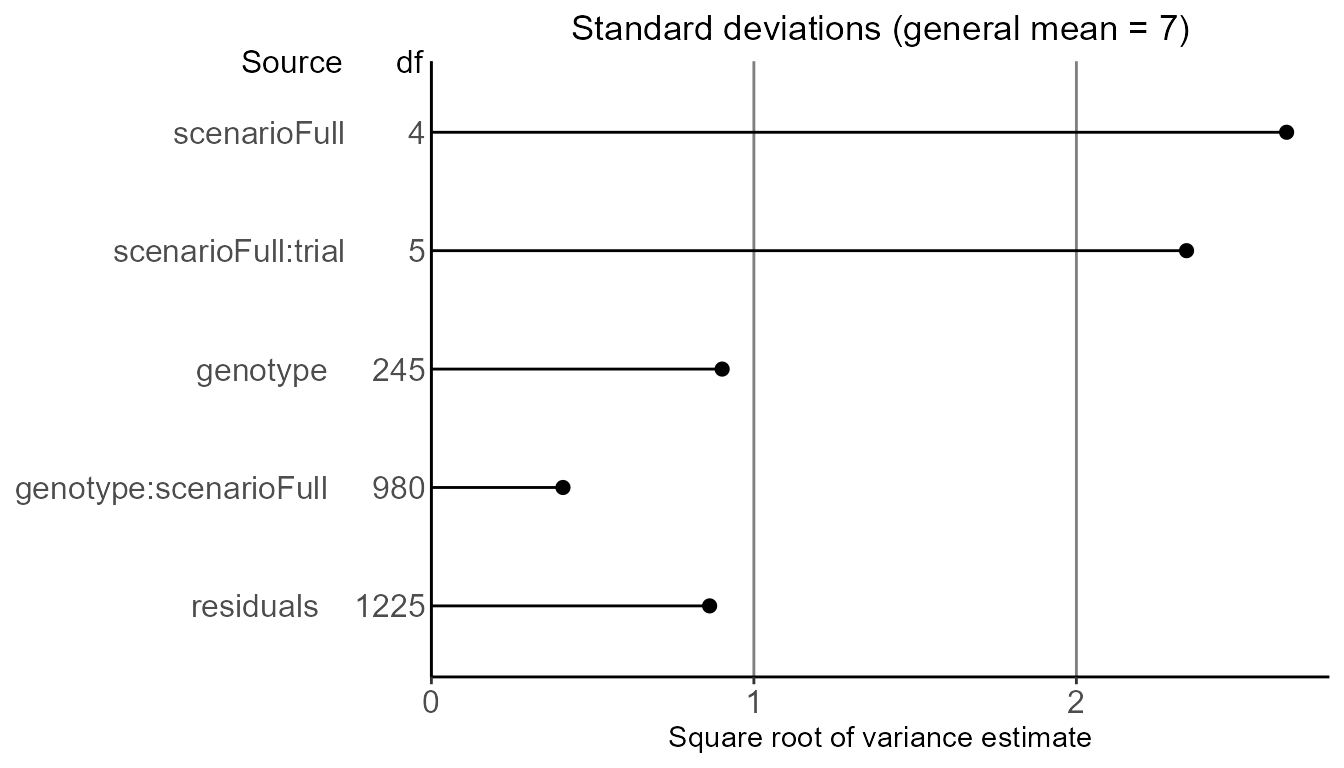 Standard deviations (general mean = 7)
Source df
scenarioFull 4
scenarioFull:trial 5
genotype 245
genotype:scenarioFull 980
residuals 1225
0 1 2
Square root of variance estimate